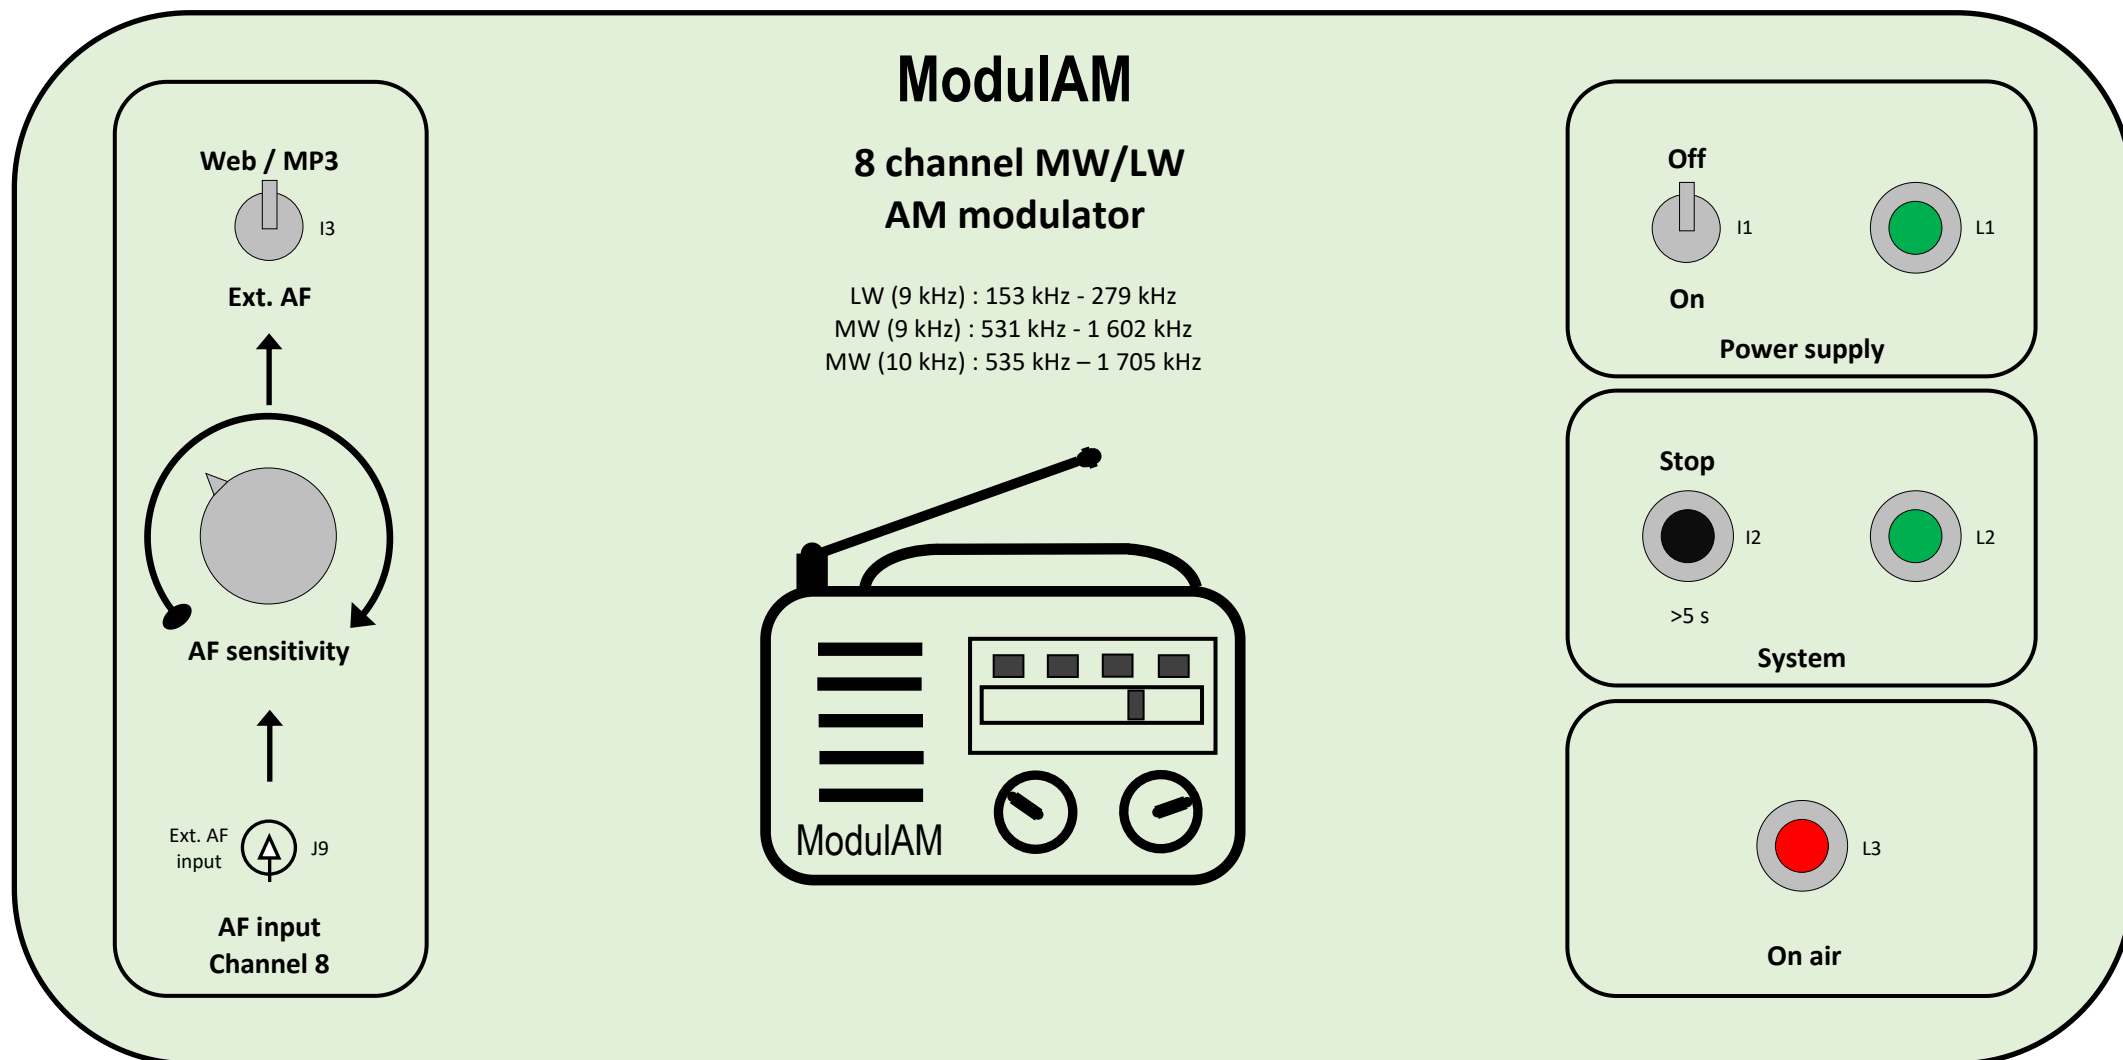 ModulAM
8 channel MW/LW
AM modulator
LW (9 kHz) : 153 kHz - 279 kHz
MW (9 kHz) : 531 kHz - 1 602 kHz
MW (10 kHz) : 535 kHz – 1 705 kHz
ModulAM
Web / MP3
I3
Ext. AF
AF sensitivity
Ext. AF
input
J9
AF input
Channel 8
Off
I1
L1
On
Power supply
Stop
I2
L2
>5 s
System
L3
On air